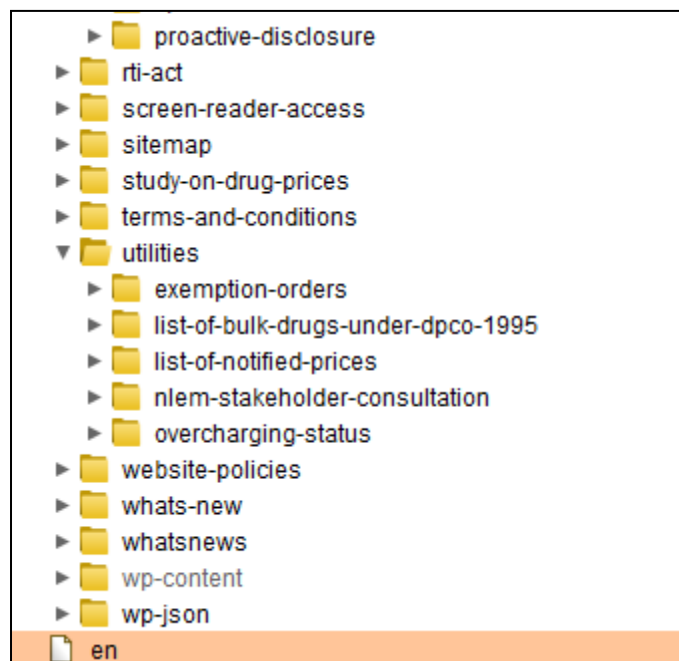 proactive-disclosure
rti-act
screen-reader-access
sitemap
study-on-drug-prices
terms-and-conditions
utilities
exemption-orders
list-of-bulk-drugs-under-dpco-1995
list-of-notified-prices
nlem-stakeholder-consultation
overcharging-status
website-policies
whats-new
whatsnews
wp-content
wp-json
en